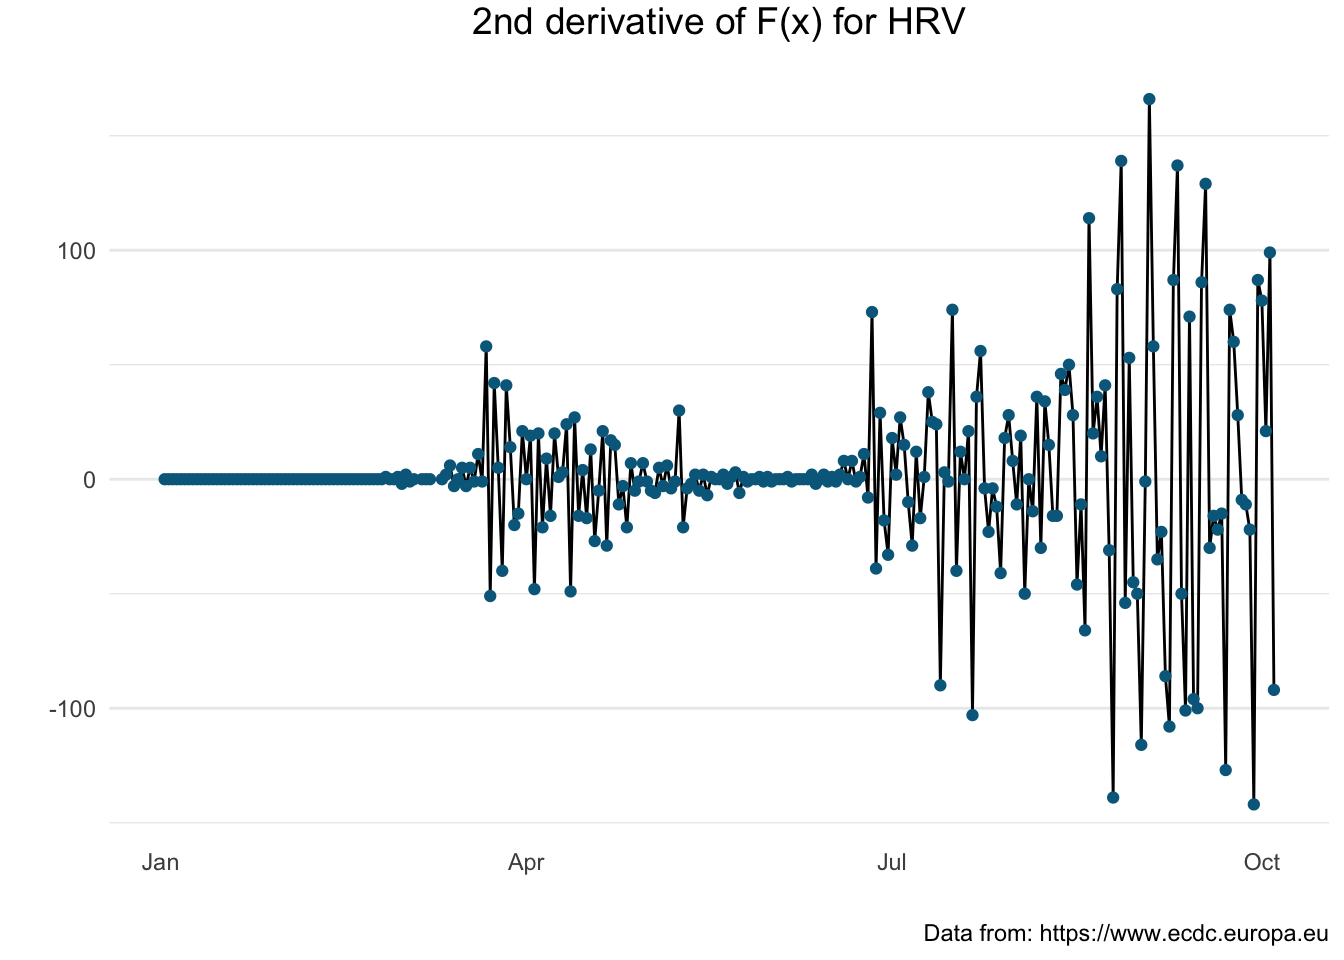 2nd derivative of F(x) for HRV
100
0
-100
Jan Apr Jul Oct
Data from: https://www.ecdc.europa.eu